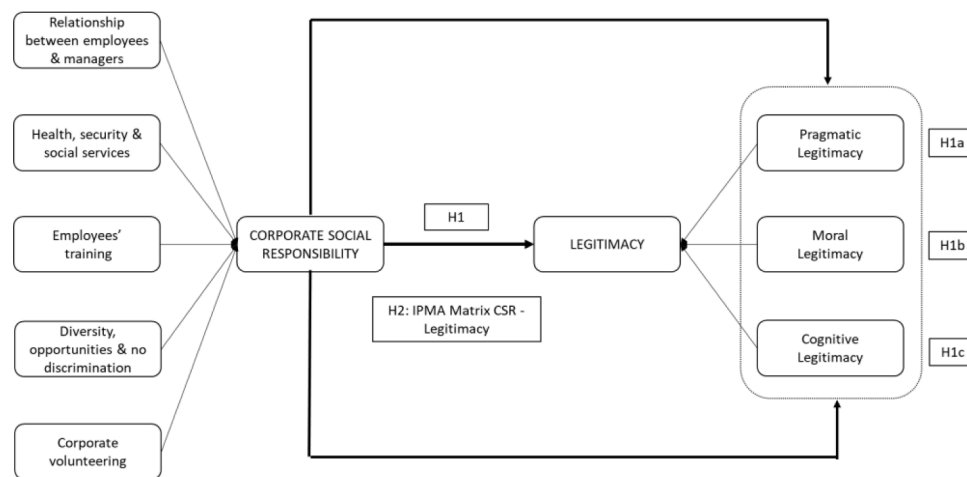 Relationship
between employees
& managers
Health, security &
social services
Employees'
training
Diversity,
opportunities & no
discrimination
Corporate
volunteering
CORPORATE SOCIAL
RESPONSIBILITY
H1
H2: IPMA Matrix CSR -
Legitimacy
LEGITIMACY
Pragmatic
Legitimacy
H1a
Moral
Legitimacy
H1b
Cognitive
Legitimacy
H1c